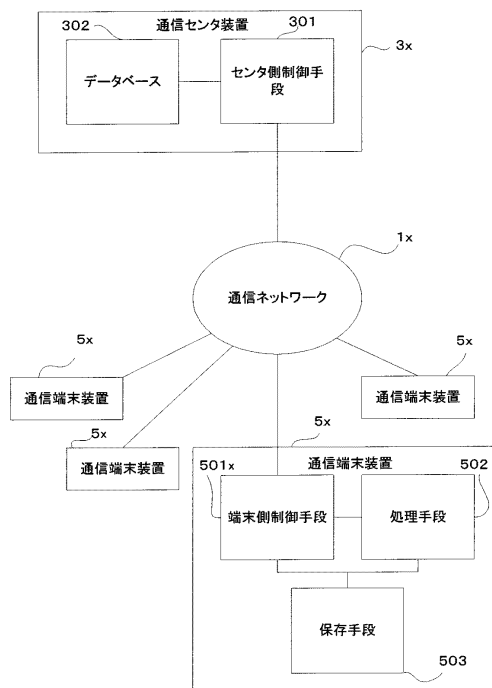 302
通信センタ装置
301
3x
データベース
センタ側制御手
段
1x
通信ネットワーク
5x
通信端末装置
5x
通信端末装置
5x
通信端末装置
5x
通信端末装置
501x
502
端末側制御手段
処理手段
保存手段
503